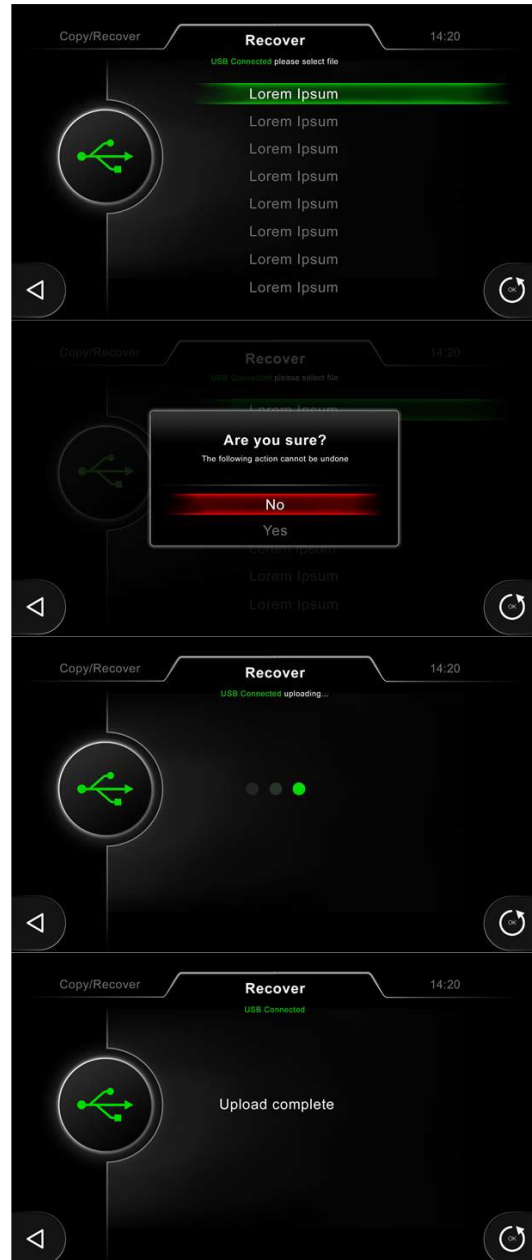 Copy/Recover Recover 14:20
USB Connected please select file
Lorem Ipsum
Lorem Ipsum
Lorem Ipsum
Lorem Ipsum
Lorem Ipsum
Lorem Ipsum
Lorem Ipsum
Lorem Ipsum
OK
Copy/Recover Recover 14:20
USB Connected please select file
Lorem Ipsum
Are you sure?
The following action cannot be undone
No
Yes
Lorem Ipsum
Lorem Ipsum
Lorem Ipsum
OK
Copy/Recover Recover 14:20
USB Connected uploading...
OK
Copy/Recover Recover 14:20
USB Connected
Upload complete
OK